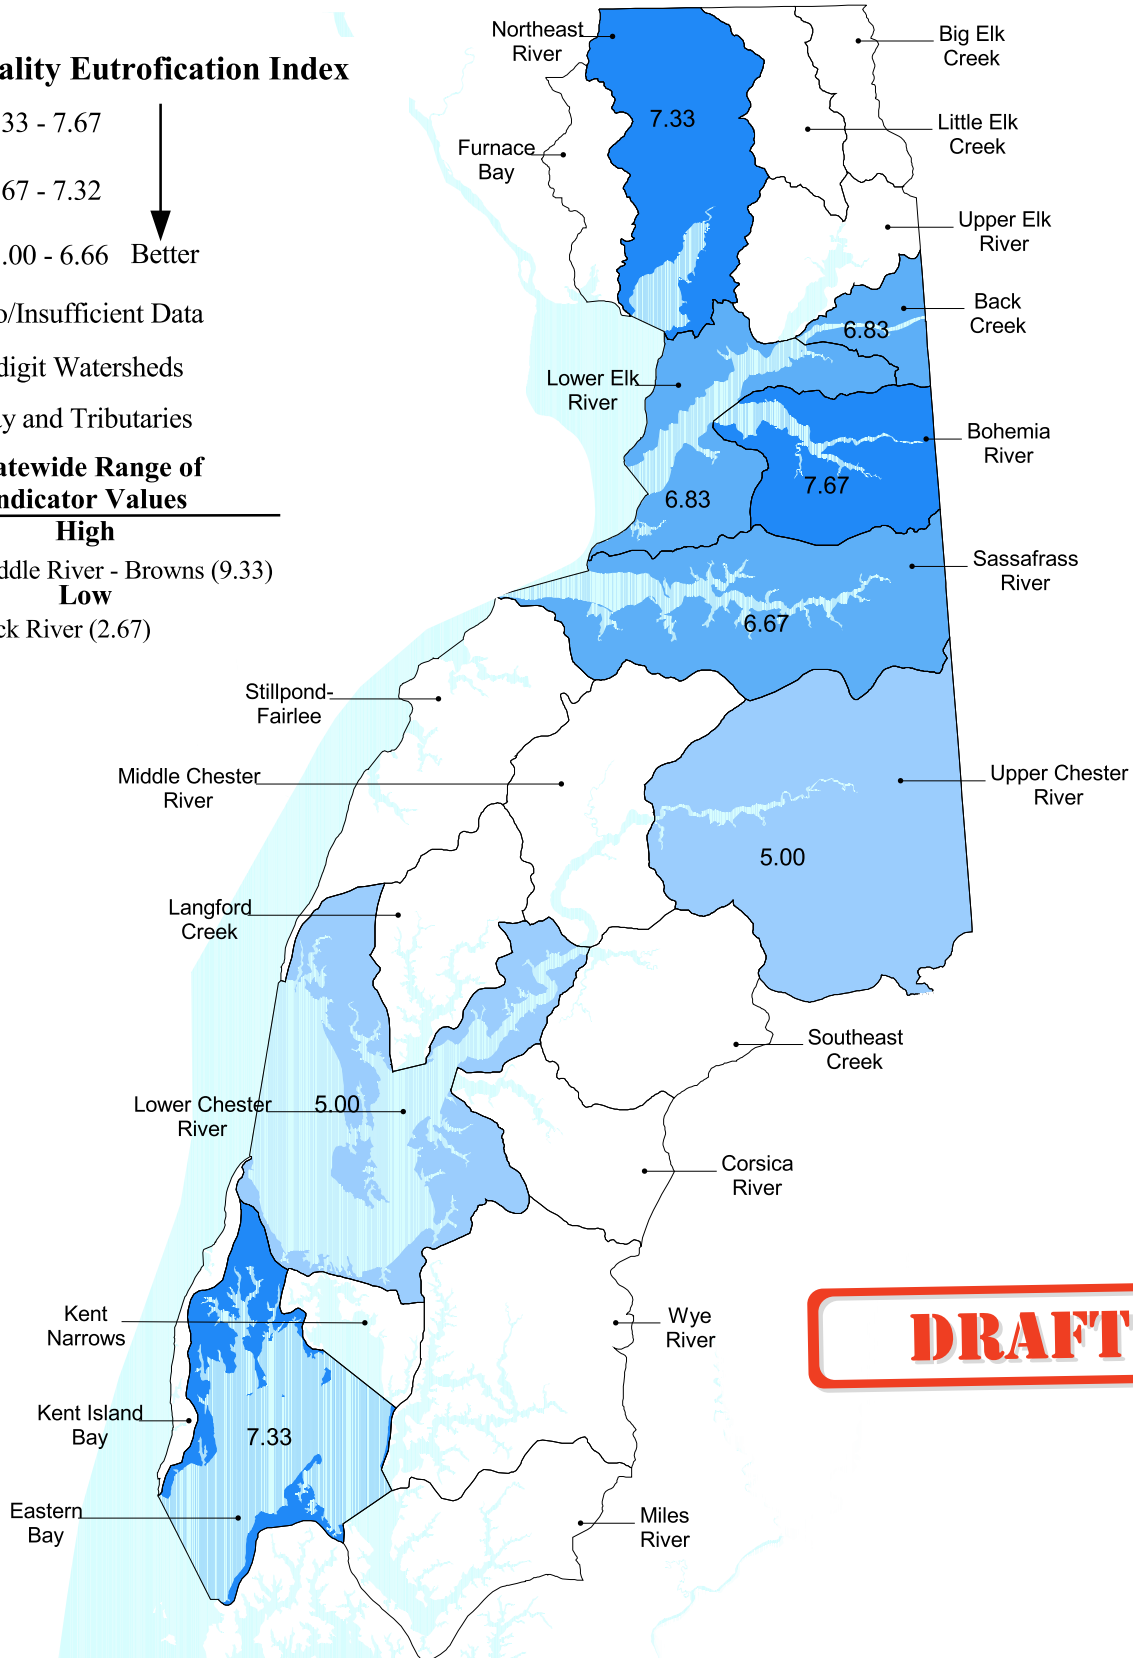 ality Eutrofication Index
33 - 7.67
67 - 7.32
.00 - 6.66 Better
o/Insufficient Data
digit Watersheds
y and Tributaries
atewide Range of
ndicator Values
High
ddle River - Browns (9.33)
Low
ck River (2.67)
Northeast
River
Big Elk
Creek
7.33
Little Elk
Creek
Furnace
Bay
Upper Elk
River
Back
Creek
6.83
Lower Elk
River
Bohemia
River
7.67
6.83
Sassafrass
River
6.67
Stillpond-
Fairlee
Middle Chester
River
Upper Chester
River
5.00
Langford
Creek
Southeast
Creek
Lower Chester
River
5.00
Corsica
River
Kent
Narrows
Wye
River
DRAFT
Kent Island
Bay
7.33
Eastern
Bay
Miles
River